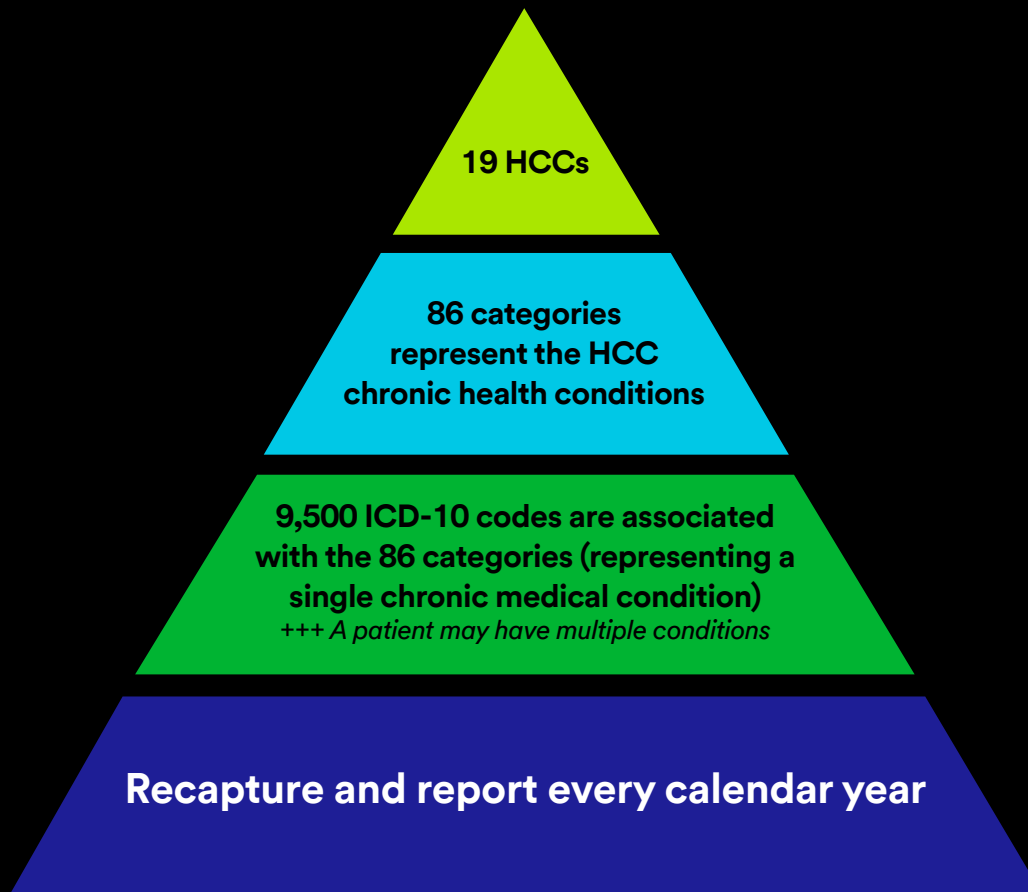 19 HCCs
86 categories
represent the HCC
chronic health conditions
9,500 ICD-10 codes are associated
with the 86 categories (representing a
single chronic medical condition)
+++ A patient may have multiple conditions
Recapture and report every calendar year